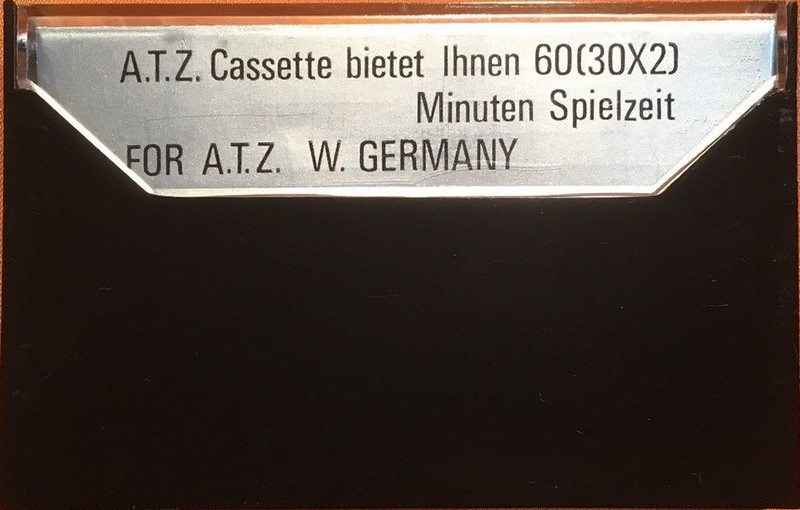 A.T.Z. Cassette bietet Ihnen 60(30X2)
Minuten Spielzeit
FOR A.T.Z. W. GERMANY